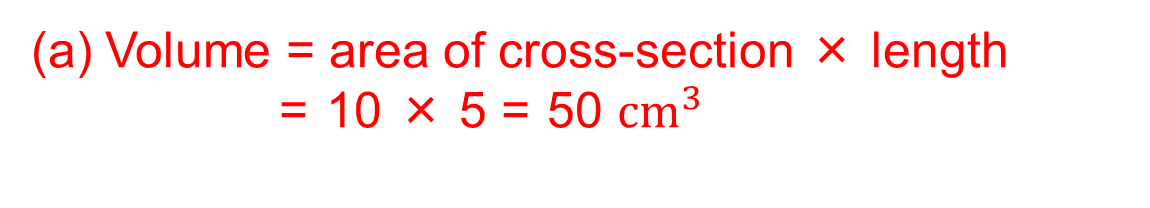 (a) Volume = area of cross-section × length
= 10 × 5 = 50 cm³